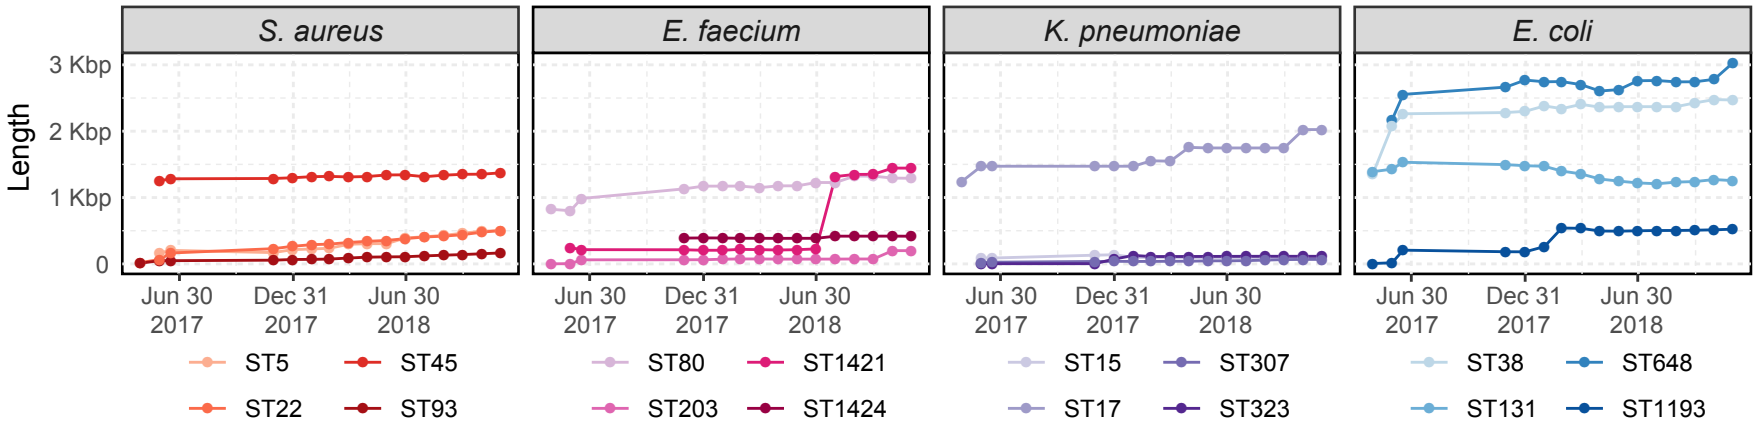 S. aureus
E. faecium
K. pneumoniae
E. coli
Length
3 Kbp
2 Kbp
1 Kbp
0
Jun 30
2017
Dec 31
2017
Jun 30
2018
Jun 30
2017
Dec 31
2017
Jun 30
2018
Jun 30
2017
Dec 31
2017
Jun 30
2018
Jun 30
2017
Dec 31
2017
Jun 30
2018
ST5
ST45
ST22
ST93
ST80
ST1421
ST203
ST1424
ST15
ST307
ST17
ST323
ST38
ST648
ST131
ST1193